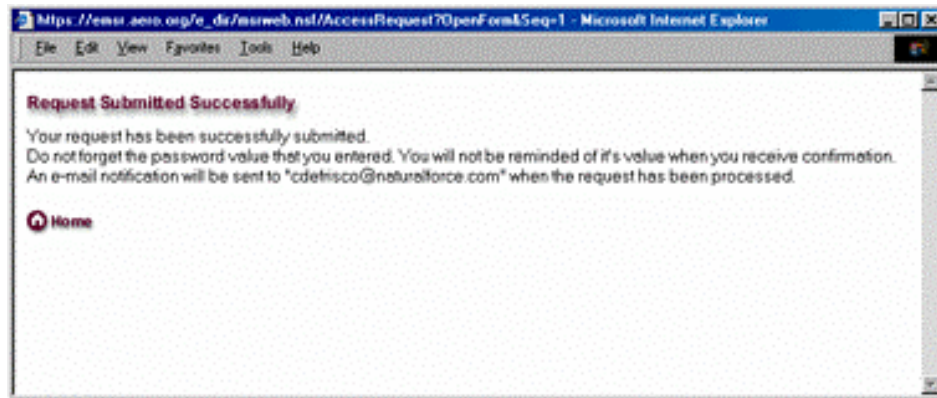 https://emsr.aero.org/e_dir/msrweb.nsf/AccessRequest?OpenForm&Seq=1 - Microsoft Internet Explorer
File Edit View Favorites Tools Help
Request Submitted Successfully
Your request has been successfully submitted.
Do not forget the password value that you entered. You will not be reminded of it's value when you receive confirmation.
An e-mail notification will be sent to "cdetrisco@naturalforce.com" when the request has been processed.
Home